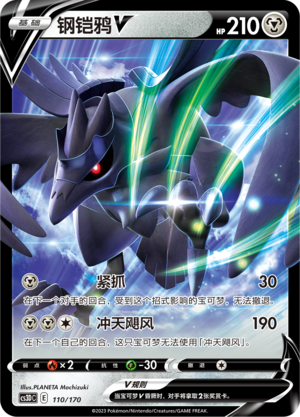 基础
钢铠鸦V
HP 210
紧抓 30
在下一个对手的回合,受到这个招式影响的宝可梦,无法撤退。
冲天飓风 190
在下一个自己的回合,这只宝可梦无法使用「冲天飓风」。
弱点 ×2 抗性 -30 撤退
Illus. PLANETA Mochizuki
V规则
CS3D C E 110/170
当宝可梦V昏厥时,对手将拿取2张奖赏卡。
©2023 Pokémon/Nintendo/Creatures/GAME FREAK.